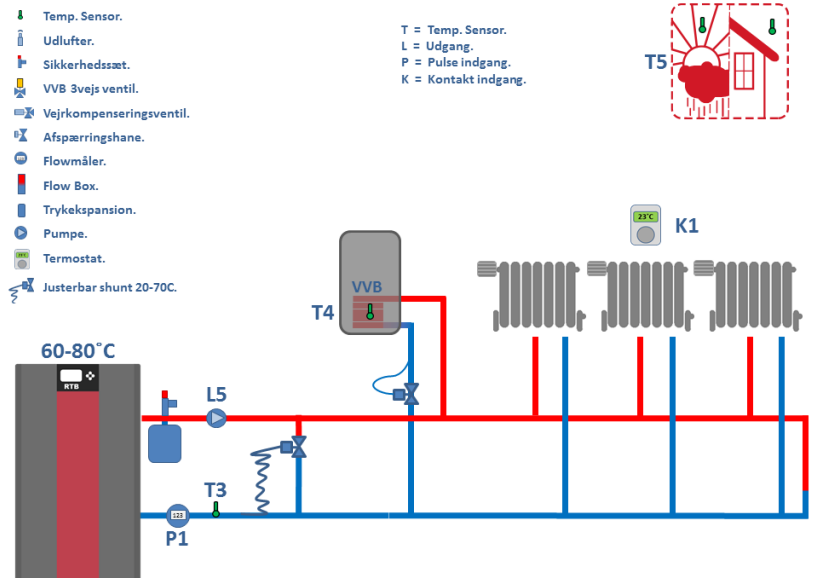 Temp. Sensor.
Udlufter.
Sikkerhedssæt.
VVB 3vejs ventil.
Vejrkompenseringsventil.
Afspærringshane.
Flowmåler.
Flow Box.
Trykekspansion.
Pumpe.
Termostat.
Justerbar shunt 20-70C.
T = Temp. Sensor.
L = Udgang.
P = Pulse indgang.
K = Kontakt indgang.
T5
23°C
K1
VVB
T4
60-80°C
RTB
L5
T3
123
P1